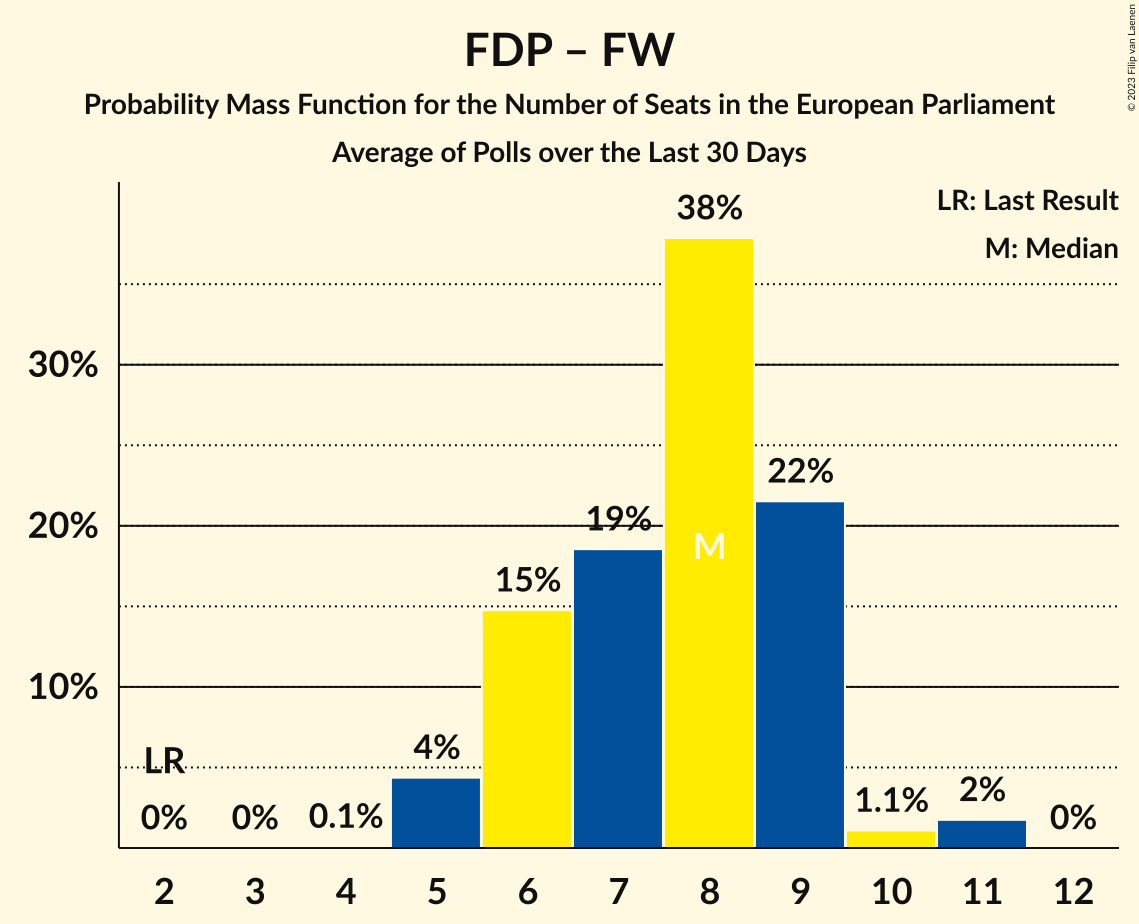 FDP – FW
Probability Mass Function for the Number of Seats in the European Parliament
Average of Polls over the Last 30 Days
© 2023 Filip van Laenen
LR: Last Result
M: Median
38%
30%
22%
20%
19%
M
15%
10%
4%
LR
0%
0%
0.1%
1.1%
2%
0%
2 3 4 5 6 7 8 9 10 11 12